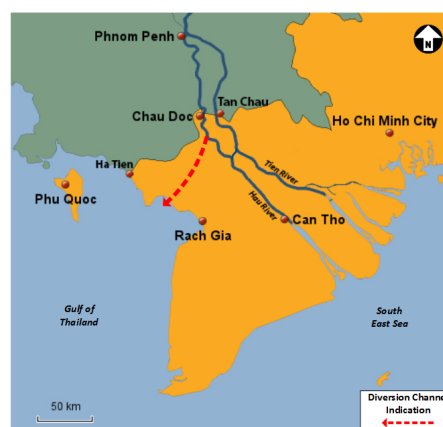 N
Phnom Penh
Chau Doc
Tan Chau
Ho Chi Minh City
Ha Tien
Phu Quoc
Tien River
Hau River
Rach Gia
Can Tho
Gulf of
Thailand
South
East Sea
50 km
Diversion Channe
Indication